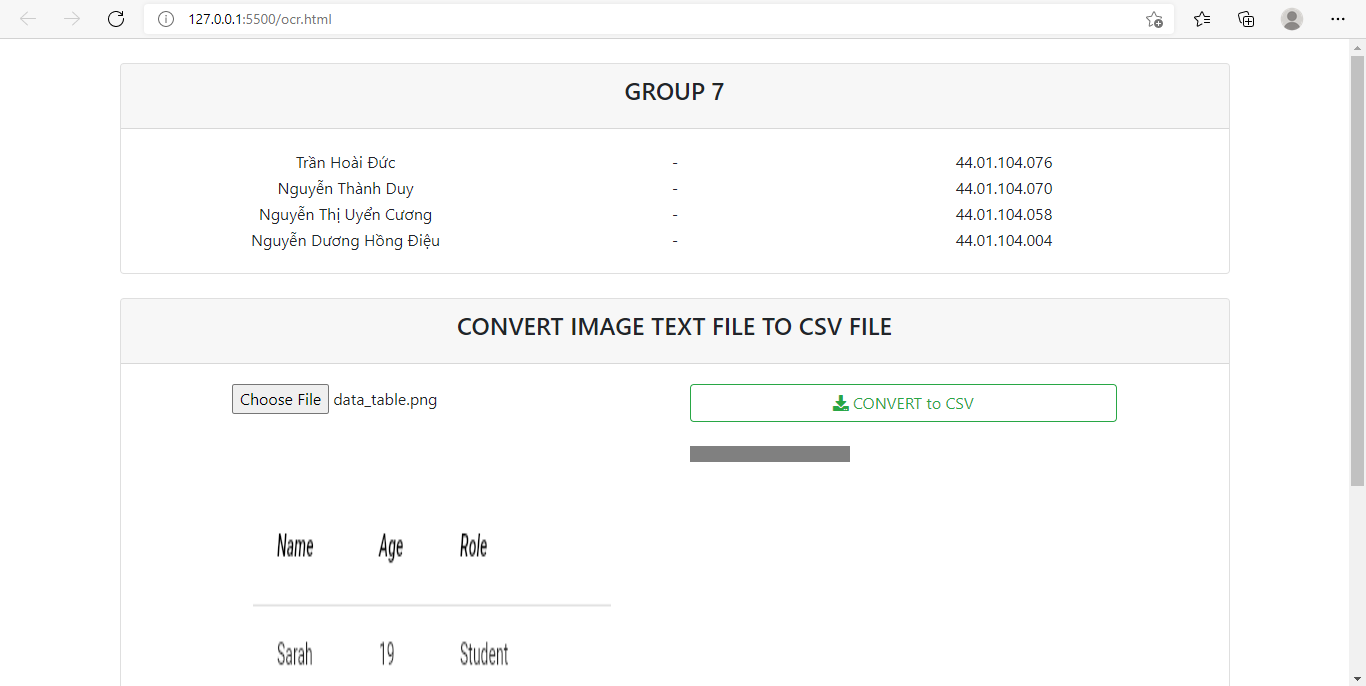 127.0.0.1:5500/ocr.html
GROUP 7
Trần Hoài Đức - 44.01.104.076
Nguyễn Thành Duy - 44.01.104.070
Nguyễn Thị Uyển Cương - 44.01.104.058
Nguyễn Dương Hồng Điệu - 44.01.104.004
CONVERT IMAGE TEXT FILE TO CSV FILE
Choose File data_table.png
CONVERT to CSV
Name Age Role
Sarah 19 Student